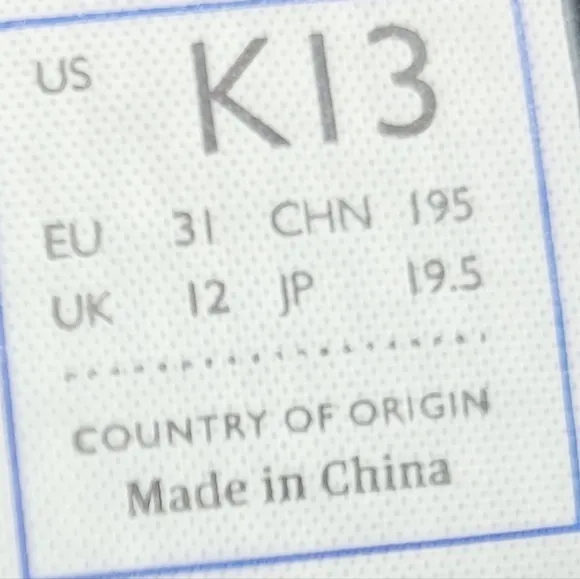 US K13
EU 31 CHN 195
UK 12 JP 19.5
COUNTRY OF ORIGIN
Made in China